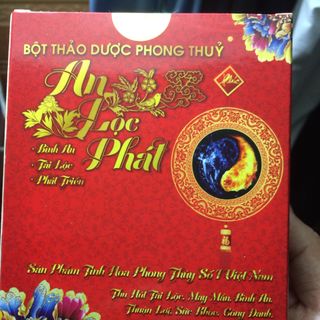 BỘT THẢO DƯỢC PHONG THUỶ
An
Lộc
Phát
• Bình An
• Tài Lộc
• Phát Triển
Sản Phẩm Tinh Hoa Phong Thủy Số 1 Việt Nam
Thu Hút Tài Lộc, May Mắn, Bình An,
Thuận Lợi, Sức Khỏe, Công Danh,